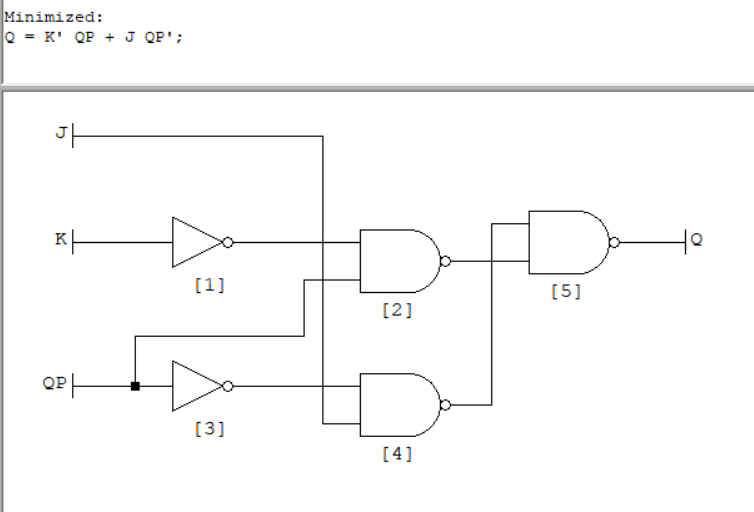 Minimized:
Q = K' QP + J QP';
J
K
Q
[1]
[2]
[5]
QP
[3]
[4]